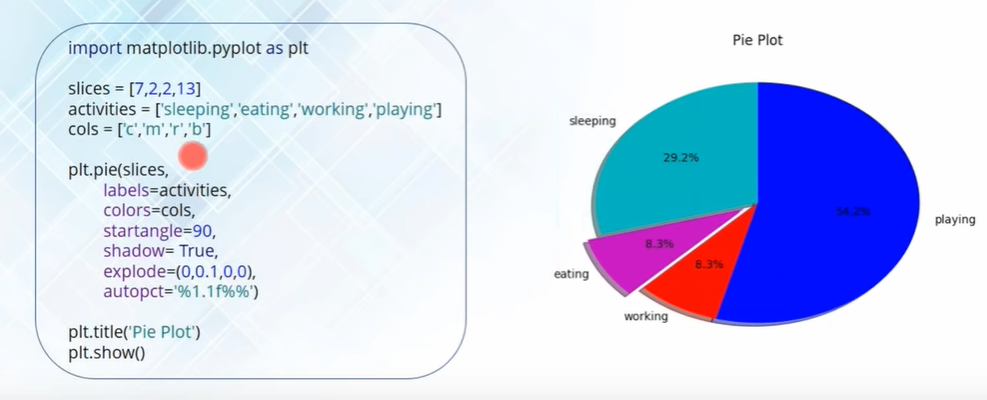 import matplotlib.pyplot as plt
slices = [7,2,2,13]
activities = ['sleeping','eating','working','playing']
cols = ['c','m','r','b']
plt.pie(slices,
labels=activities,
colors=cols,
startangle=90,
shadow= True,
explode=(0,0.1,0,0),
autopct='%1.1f%%')
plt.title('Pie Plot')
plt.show()
Pie Plot
sleeping
29.2%
54.2%
playing
8.3%
eating
8.3%
working